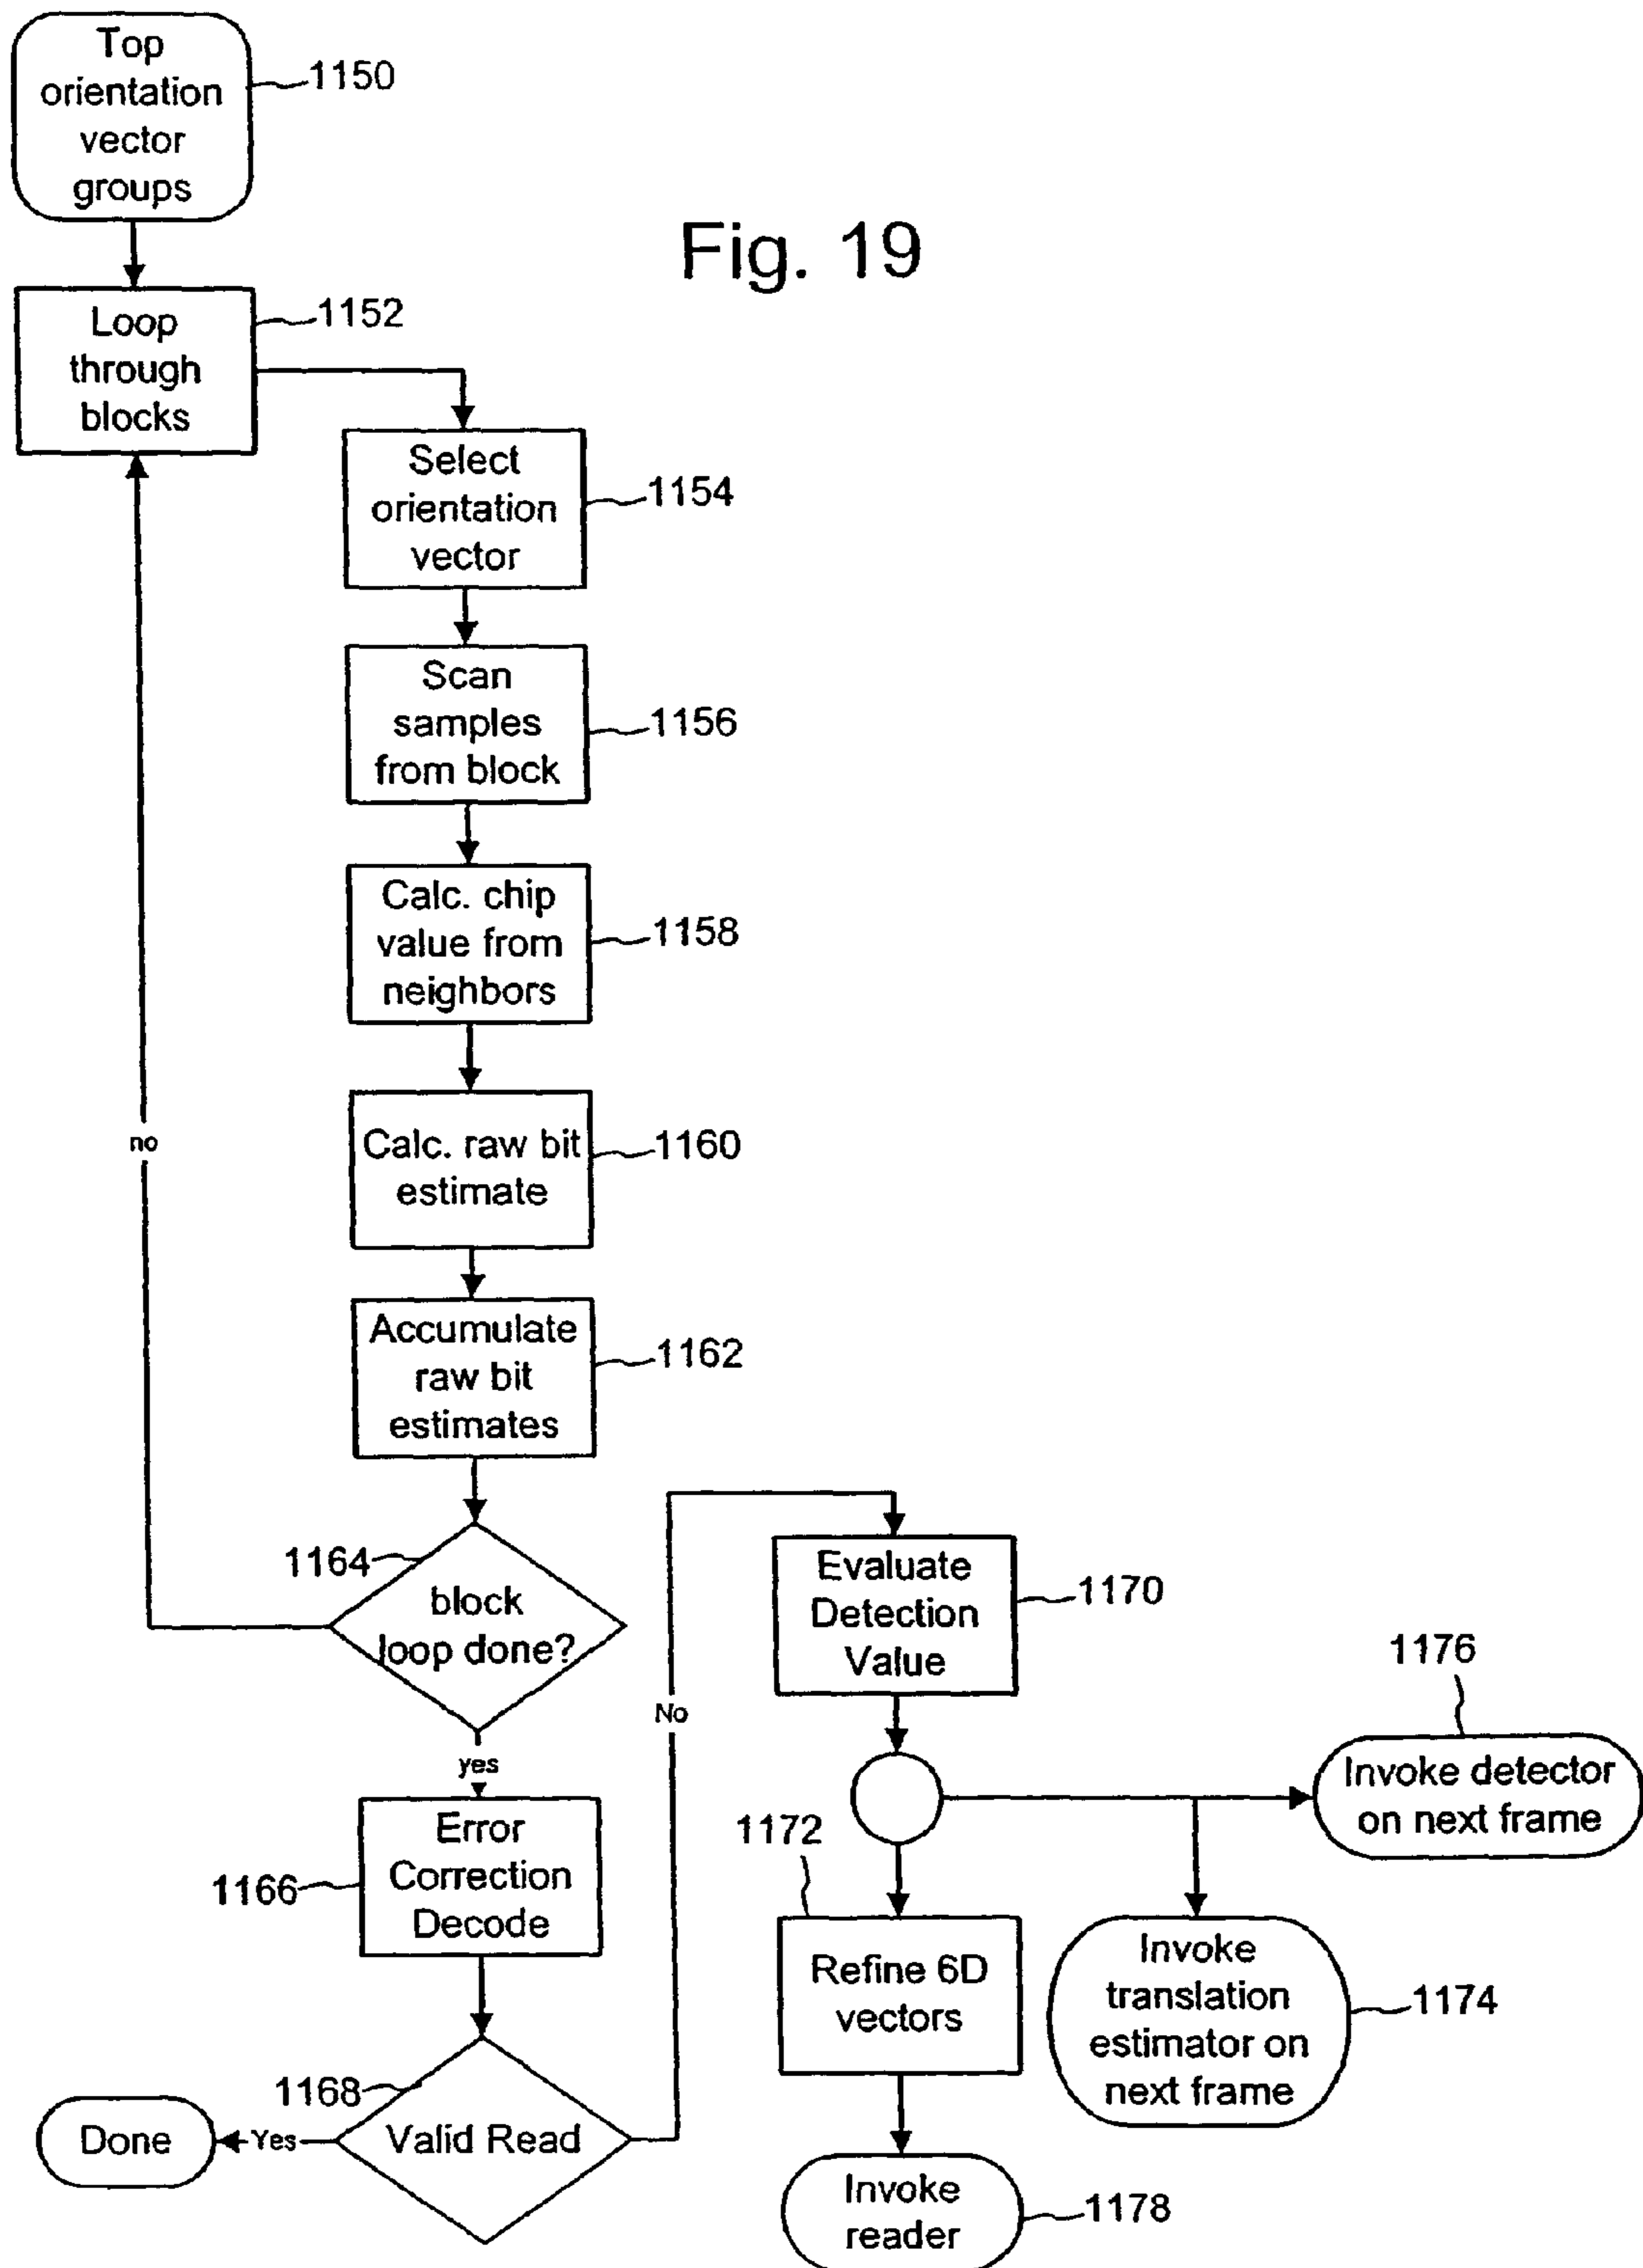 Top
orientation
vector
groups
1150
Fig. 19
Loop
through
blocks
1152
Select
orientation
vector
1154
Scan
samples
from block
1156
Calc. chip
value from
neighbors
1158
no
Calc. raw bit
estimate
1160
Accumulate
raw bit
estimates
1162
1164
block
loop done?
yes
Error
Correction
Decode
1166
1168
Valid Read
Yes
Done
No
Evaluate
Detection
Value
1170
1176
Invoke detector
on next frame
1172
Refine 6D
vectors
Invoke
translation
estimator on
next frame
1174
Invoke
reader
1178